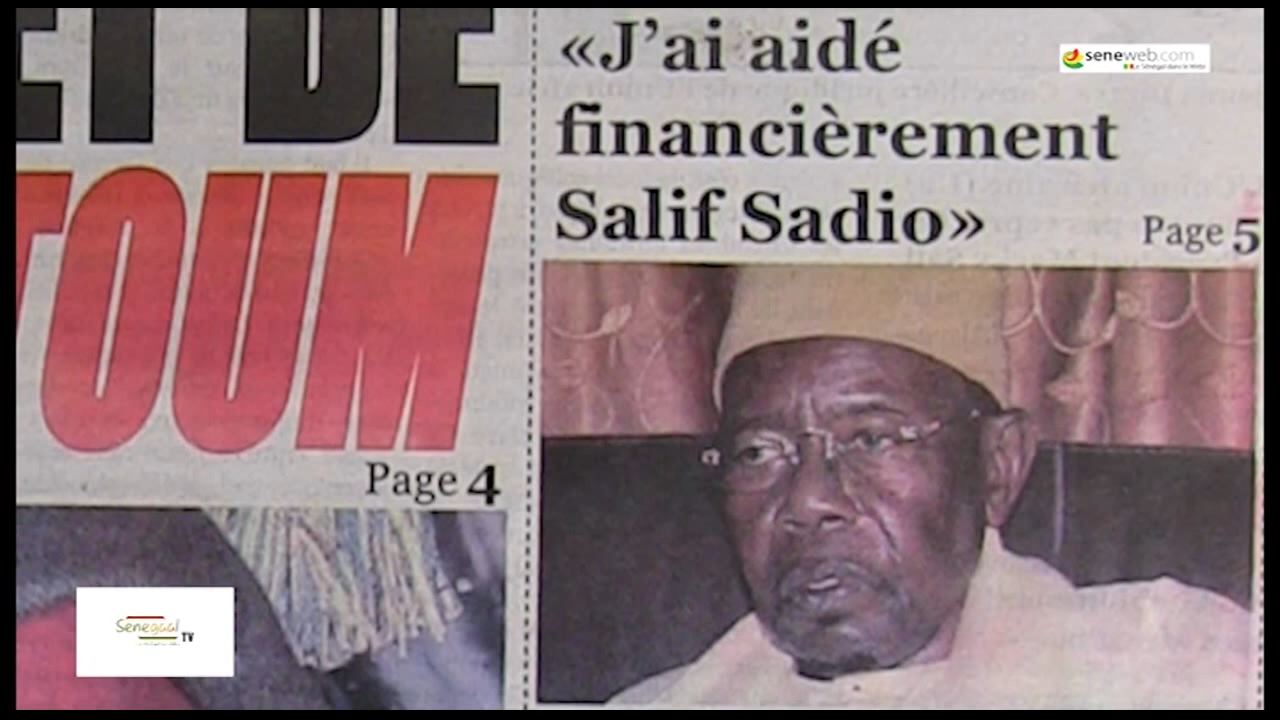 ET DE
TOUM
Page 4
«J'ai aidé
financièrement
Salif Sadio»
Page 5
seneweb.com
Senegaal
TV